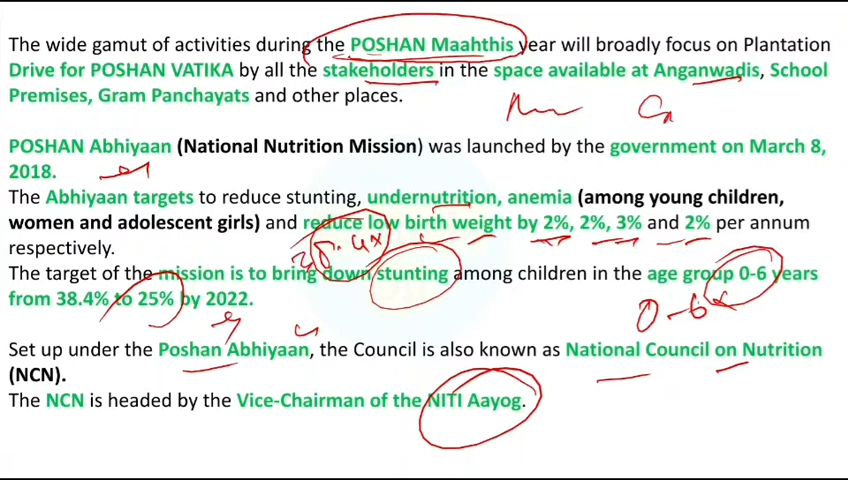 The wide gamut of activities during the POSHAN Maahthis year will broadly focus on Plantation
Drive for POSHAN VATIKA by all the stakeholders in the space available at Anganwadis, School
Premises, Gram Panchayats and other places.
POSHAN Abhiyaan (National Nutrition Mission) was launched by the government on March 8,
2018.
The Abhiyaan targets to reduce stunting, undernutrition, anemia (among young children,
women and adolescent girls) and reduce low birth weight by 2%, 2%, 3% and 2% per annum
respectively.
The target of the mission is to bring down stunting among children in the age group 0-6 years
from 38.4% to 25% by 2022.
0-6
Set up under the Poshan Abhiyaan, the Council is also known as National Council on Nutrition
(NCN).
The NCN is headed by the Vice-Chairman of the NITI Aayog.